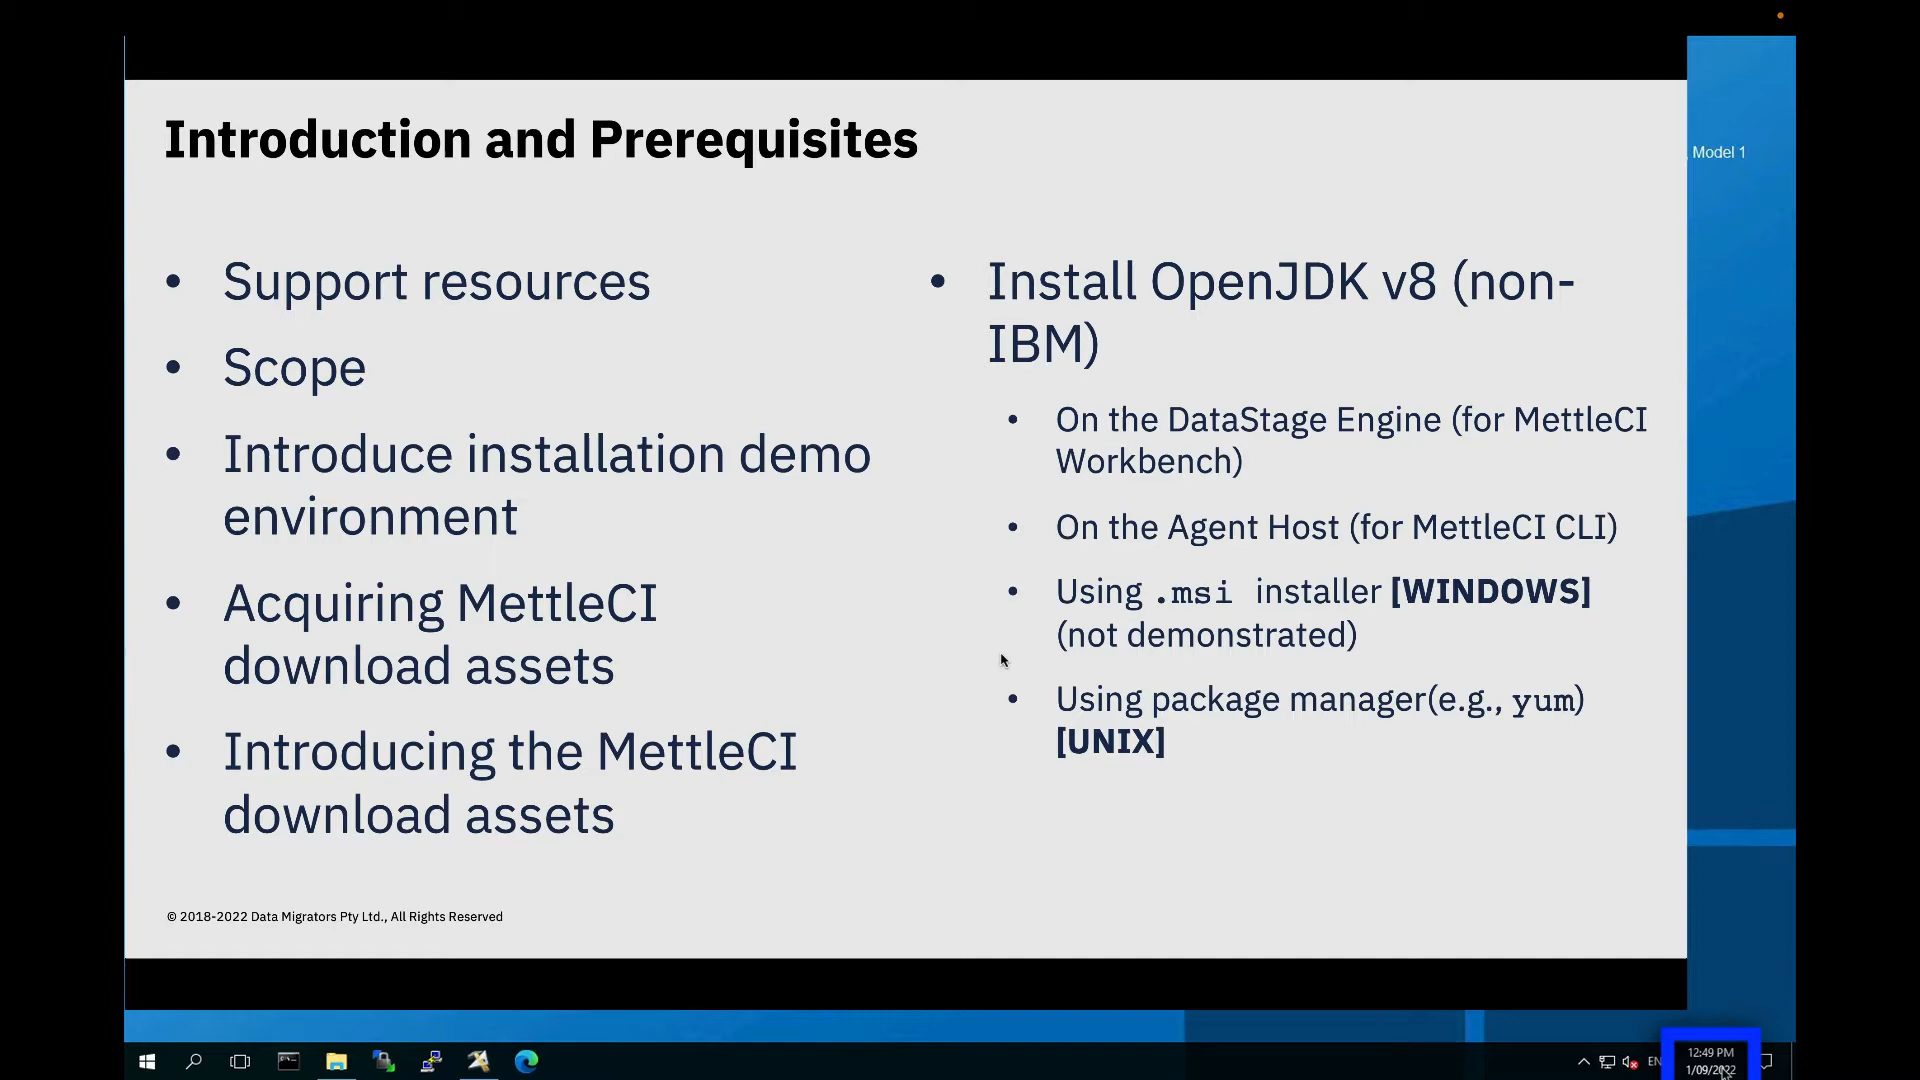 Introduction and Prerequisites
Model 1
• Support resources
• Scope
• Introduce installation demo
environment
• Acquiring MettleCI
download assets
• Introducing the MettleCI
download assets
• Install OpenJDK v8 (non-
IBM)
• On the DataStage Engine (for MettleCI
Workbench)
• On the Agent Host (for MettleCI CLI)
• Using .msi installer [WINDOWS]
(not demonstrated)
• Using package manager(e.g., yum)
[UNIX]
© 2018-2022 Data Migrators Pty Ltd., All Rights Reserved
12:49 PM
1/09/2022